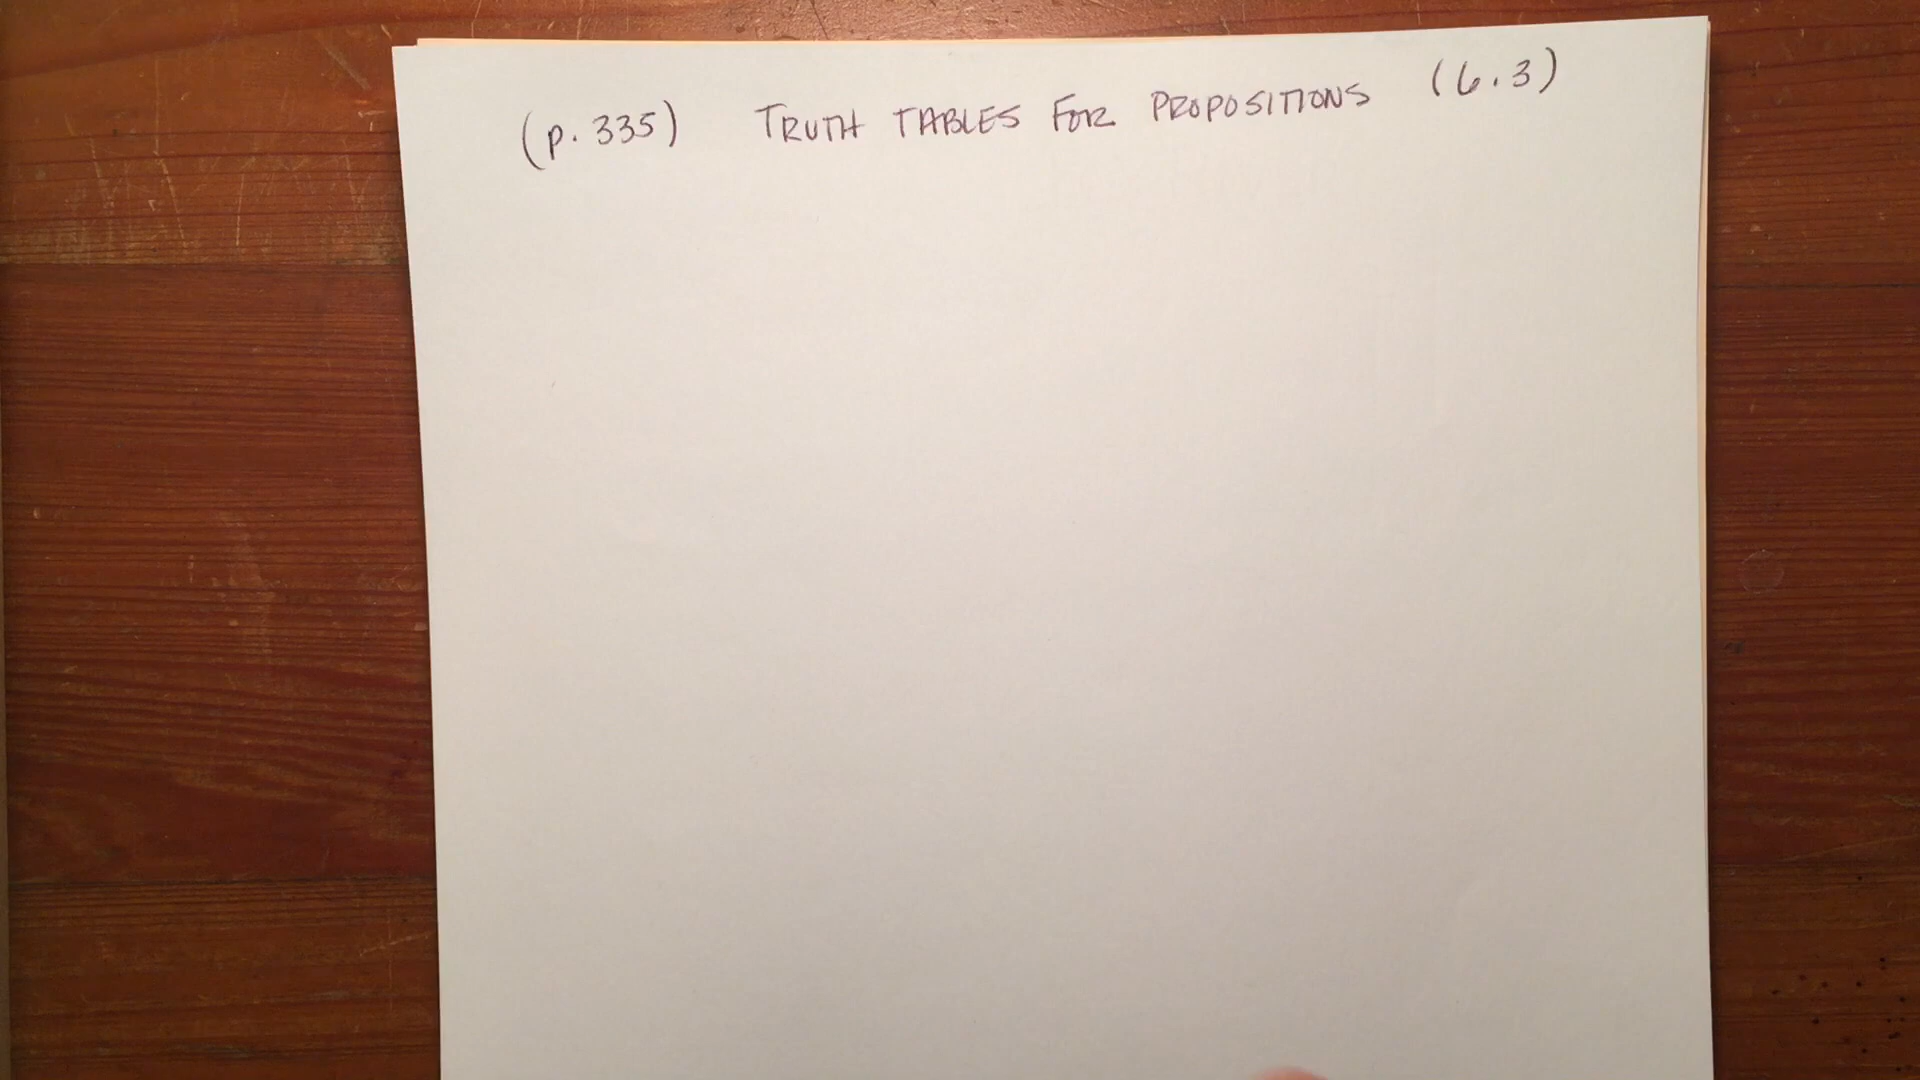 (p. 335) TRUTH TABLES FOR PROPOSITIONS (6.3)